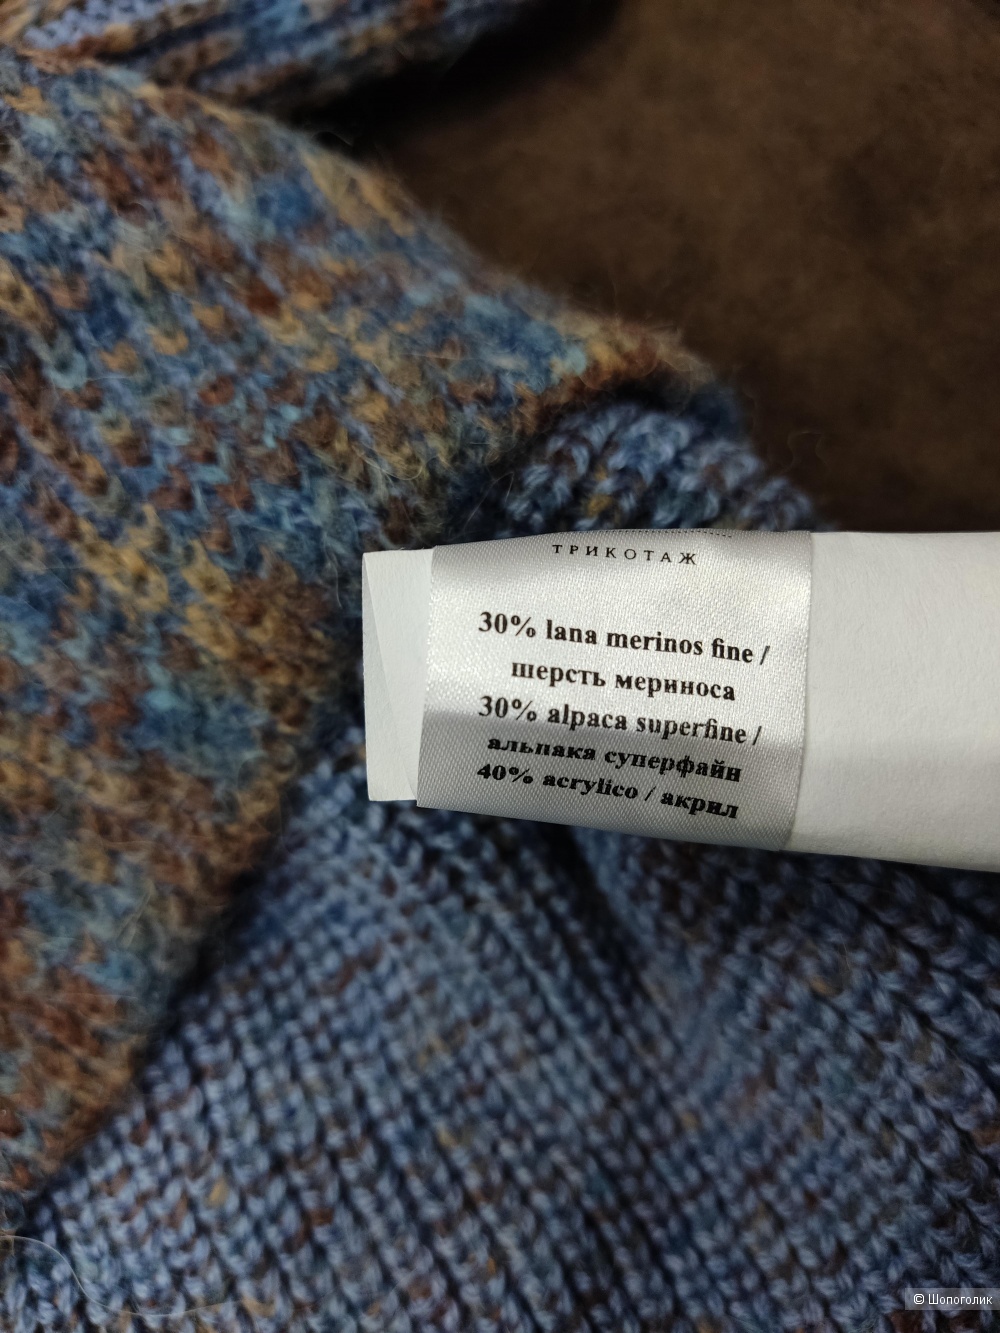 ТРИКОТАЖ
30% lana merinos fine /
шерсть мериноса
30% alpaca superfine /
альпака суперфайн
40% acrylico / акрил
© Шопоголик